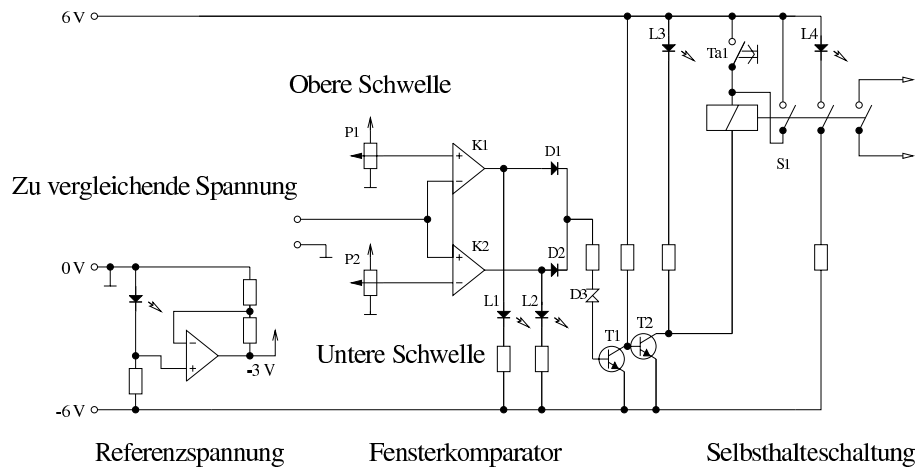 6 V
L3
Ta1
L4
Obere Schwelle
P1
K1
+
−
D1
S1
Zu vergleichende Spannung
P2
K2
+
−
D2
0 V
D3
L1
L2
T1
T2
−
+
-3 V
Untere Schwelle
-6 V
Referenzspannung
Fensterkomparator
Selbsthalteschaltung